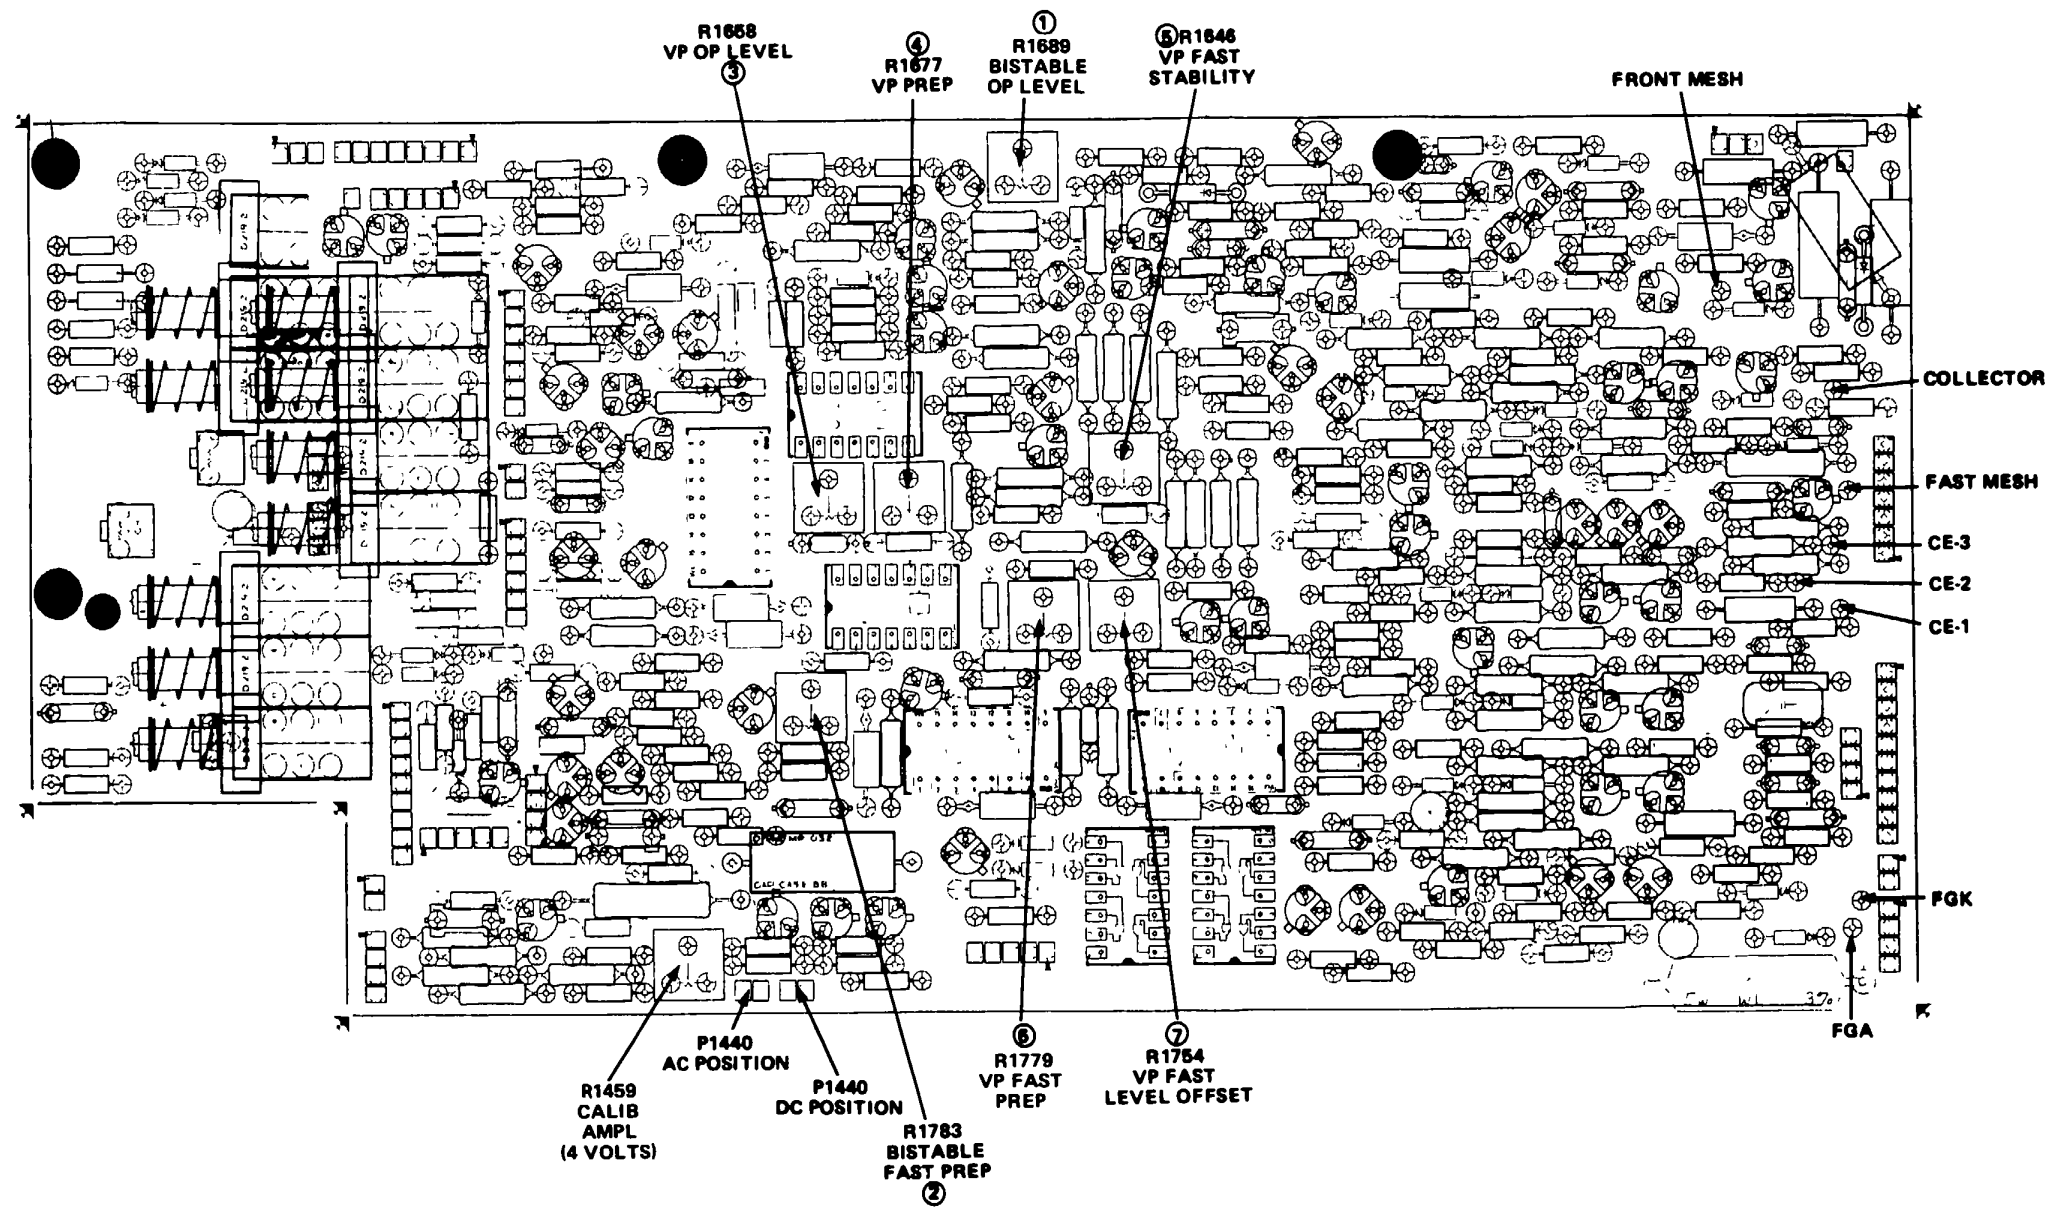 R1658
VP OP LEVEL
③
④
R1677
VP PREP
①
R1689
BISTABLE
OP LEVEL
⑤ R1646
VP FAST
STABILITY
FRONT MESH
COLLECTOR
FAST MESH
CE-3
CE-2
CE-1
FGK
FGA
P1440
AC POSITION
R1459
CALIB
AMPL
(4 VOLTS)
P1440
DC POSITION
R1783
BISTABLE
FAST PREP
②
⑥
R1779
VP FAST
PREP
⑦
R1754
VP FAST
LEVEL OFFSET